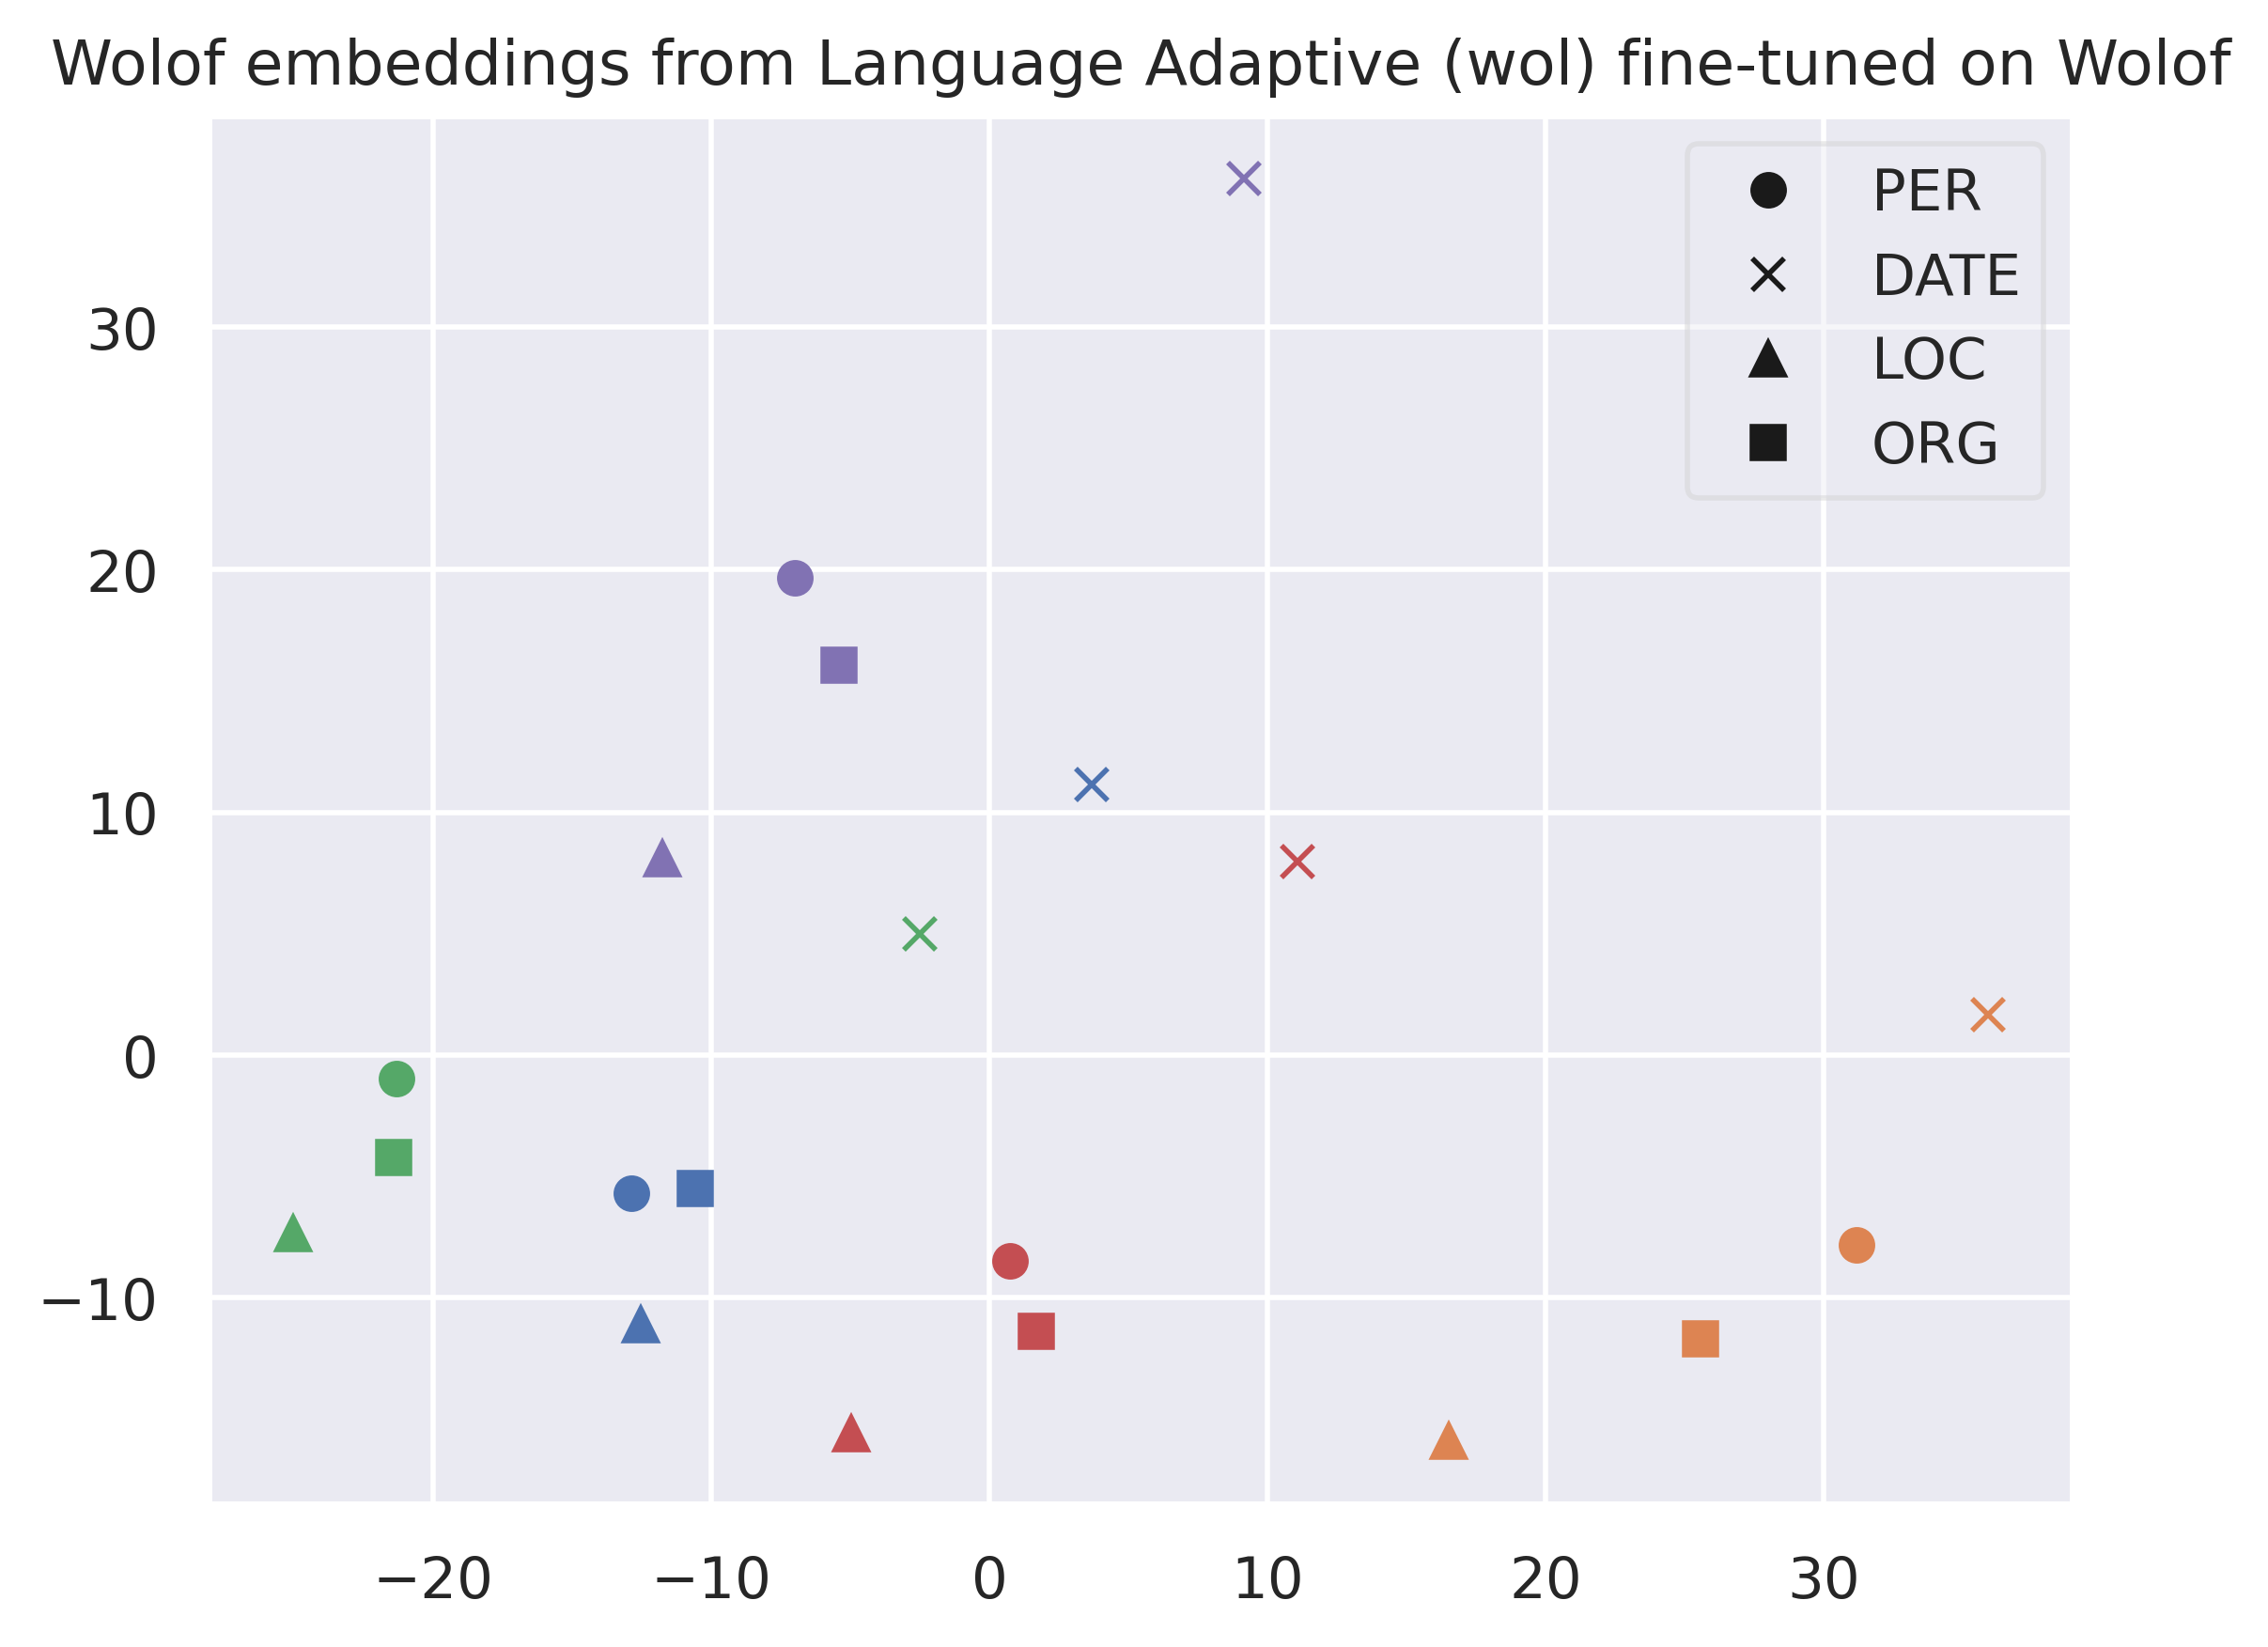 Wolof embeddings from Language Adaptive (wol) fine-tuned on Wolof
PER
DATE
LOC
ORG
30
20
10
0
−10
−20 −10 0 10 20 30